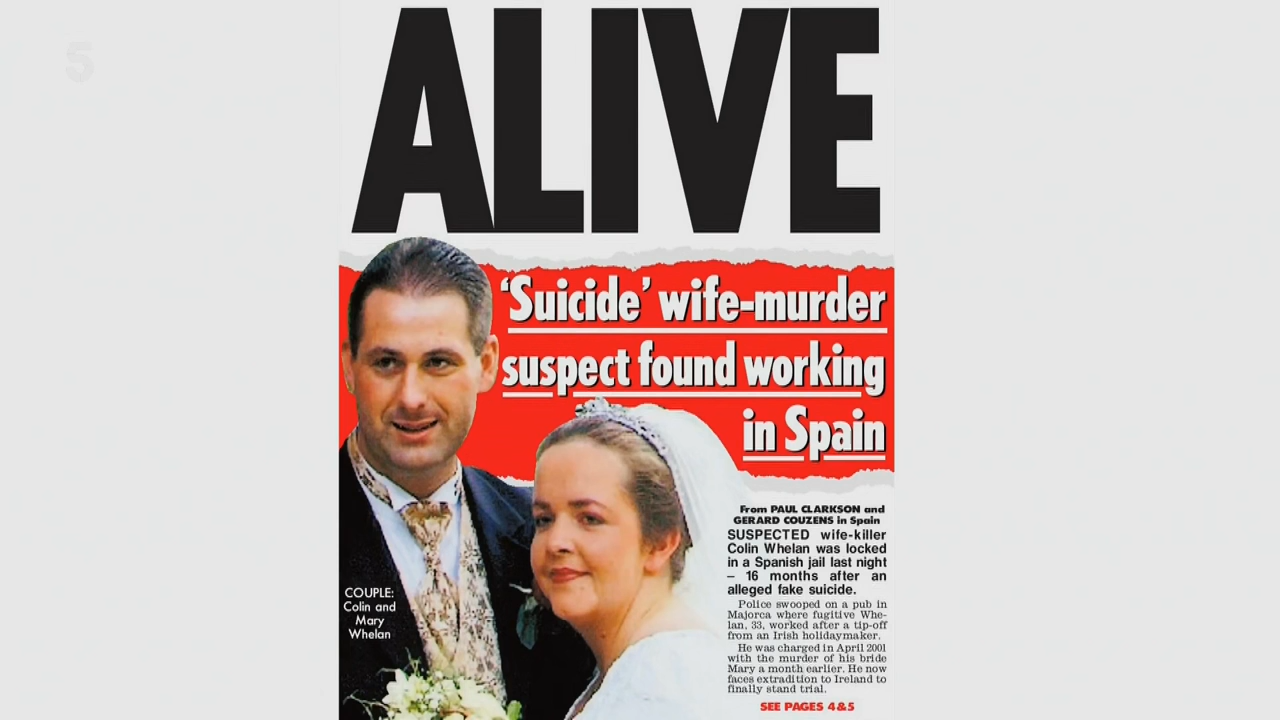 5
ALIVE
‘Suicide’ wife-murder
suspect found working
in Spain
From PAUL CLARKSON and
GERARD COUZENS in Spain
SUSPECTED wife-killer
Colin Whelan was locked
in a Spanish jail last night
– 16 months after an
alleged fake suicide.
Police swooped on a pub in
Majorca where fugitive Whe-
lan, 33, worked after a tip-off
from an Irish holidaymaker.
He was charged in April 2001
with the murder of his bride
Mary a month earlier. He now
faces extradition to Ireland to
finally stand trial.
SEE PAGES 4&5
COUPLE:
Colin and
Mary
Whelan